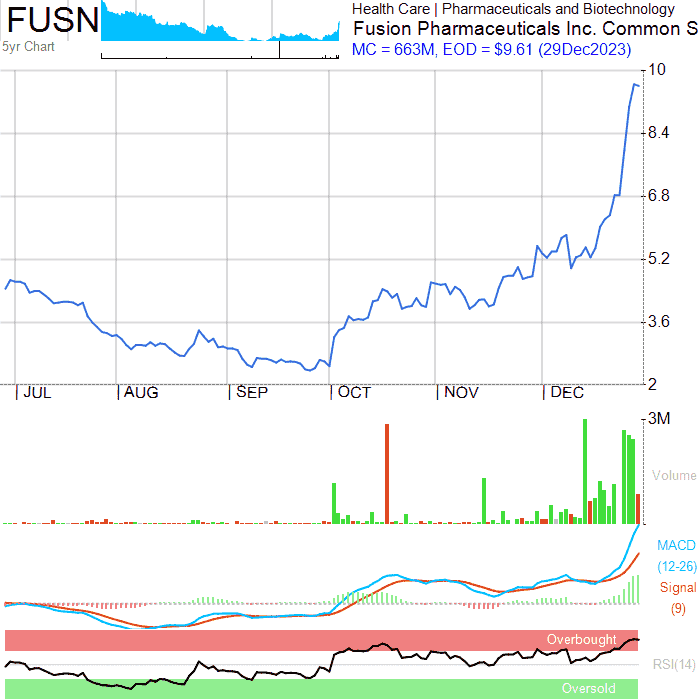 FUSN
5yr Chart
Health Care | Pharmaceuticals and Biotechnology
Fusion Pharmaceuticals Inc. Common S
MC = 663M, EOD = $9.61 (29Dec2023)
10
8.4
6.8
5.2
3.6
2
JUL AUG SEP OCT NOV DEC
3M
Volume
MACD
(12-26)
Signal
(9)
Overbought
RSI(14)
Oversold